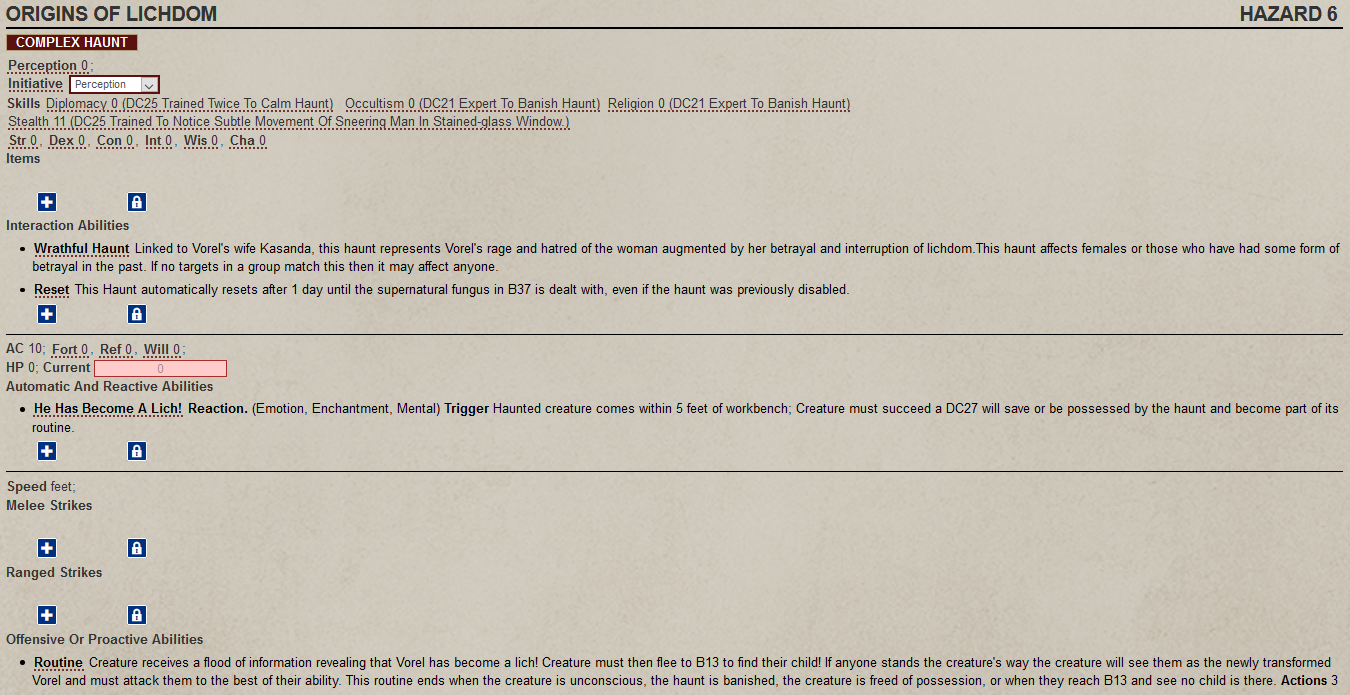 ORIGINS OF LICHDOM HAZARD 6
COMPLEX HAUNT
Perception 0;
Initiative Perception
Skills Diplomacy 0 (DC25 Trained Twice To Calm Haunt) Occultism 0 (DC21 Expert To Banish Haunt) Religion 0 (DC21 Expert To Banish Haunt)
Stealth 11 (DC25 Trained To Notice Subtle Movement Of Sneering Man In Stained-glass Window.)
Str 0, Dex 0, Con 0, Int 0, Wis 0, Cha 0
Items
Interaction Abilities
• Wrathful Haunt Linked to Vorel's wife Kasanda, this haunt represents Vorel's rage and hatred of the woman augmented by her betrayal and interruption of lichdom.This haunt affects females or those who have had some form of
betrayal in the past. If no targets in a group match this then it may affect anyone.
• Reset This Haunt automatically resets after 1 day until the supernatural fungus in B37 is dealt with, even if the haunt was previously disabled.
AC 10; Fort 0, Ref 0, Will 0;
HP 0; Current 0
Automatic And Reactive Abilities
• He Has Become A Lich! Reaction. (Emotion, Enchantment, Mental) Trigger Haunted creature comes within 5 feet of workbench; Creature must succeed a DC27 will save or be possessed by the haunt and become part of its
routine.
Speed feet;
Melee Strikes
Ranged Strikes
Offensive Or Proactive Abilities
• Routine Creature receives a flood of information revealing that Vorel has become a lich! Creature must then flee to B13 to find their child! If anyone stands the creature's way the creature will see them as the newly transformed
Vorel and must attack them to the best of their ability. This routine ends when the creature is unconscious, the haunt is banished, the creature is freed of possession, or when they reach B13 and see no child is there. Actions 3